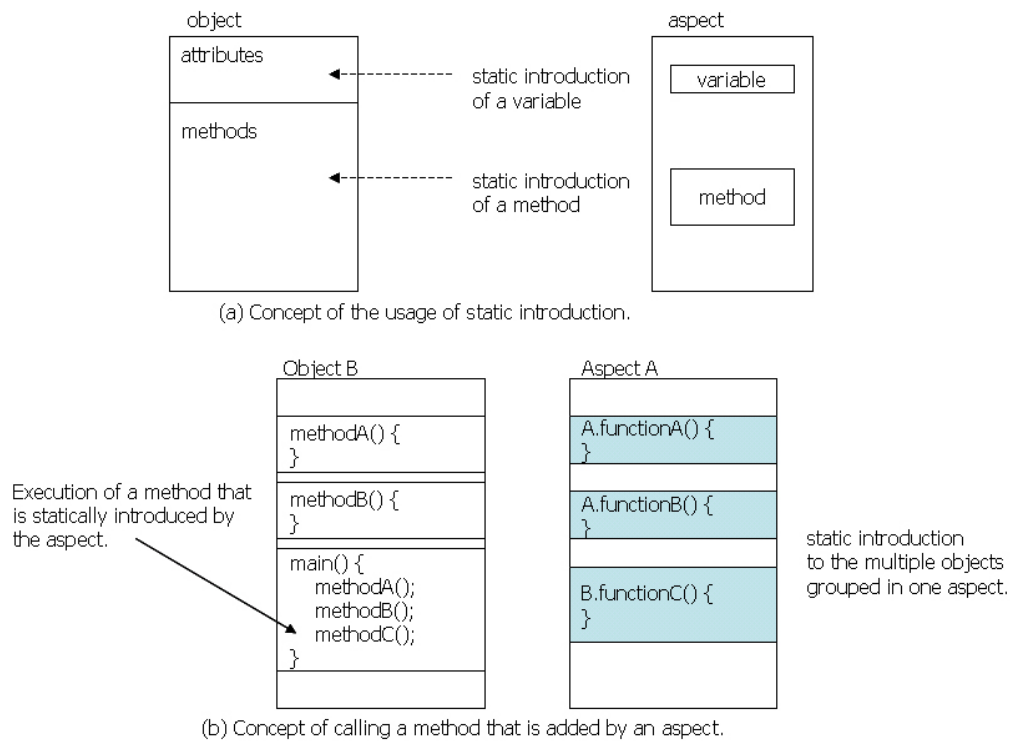 object
attributes
methods
static introduction
of a variable
static introduction
of a method
aspect
variable
method
(a) Concept of the usage of static introduction.
Object B
methodA() {
}
methodB() {
}
main() {
methodA();
methodB();
methodC();
}
Execution of a method that
is statically introduced by
the aspect.
Aspect A
A.functionA() {
}
A.functionB() {
}
B.functionC() {
}
static introduction
to the multiple objects
grouped in one aspect.
(b) Concept of calling a method that is added by an aspect.